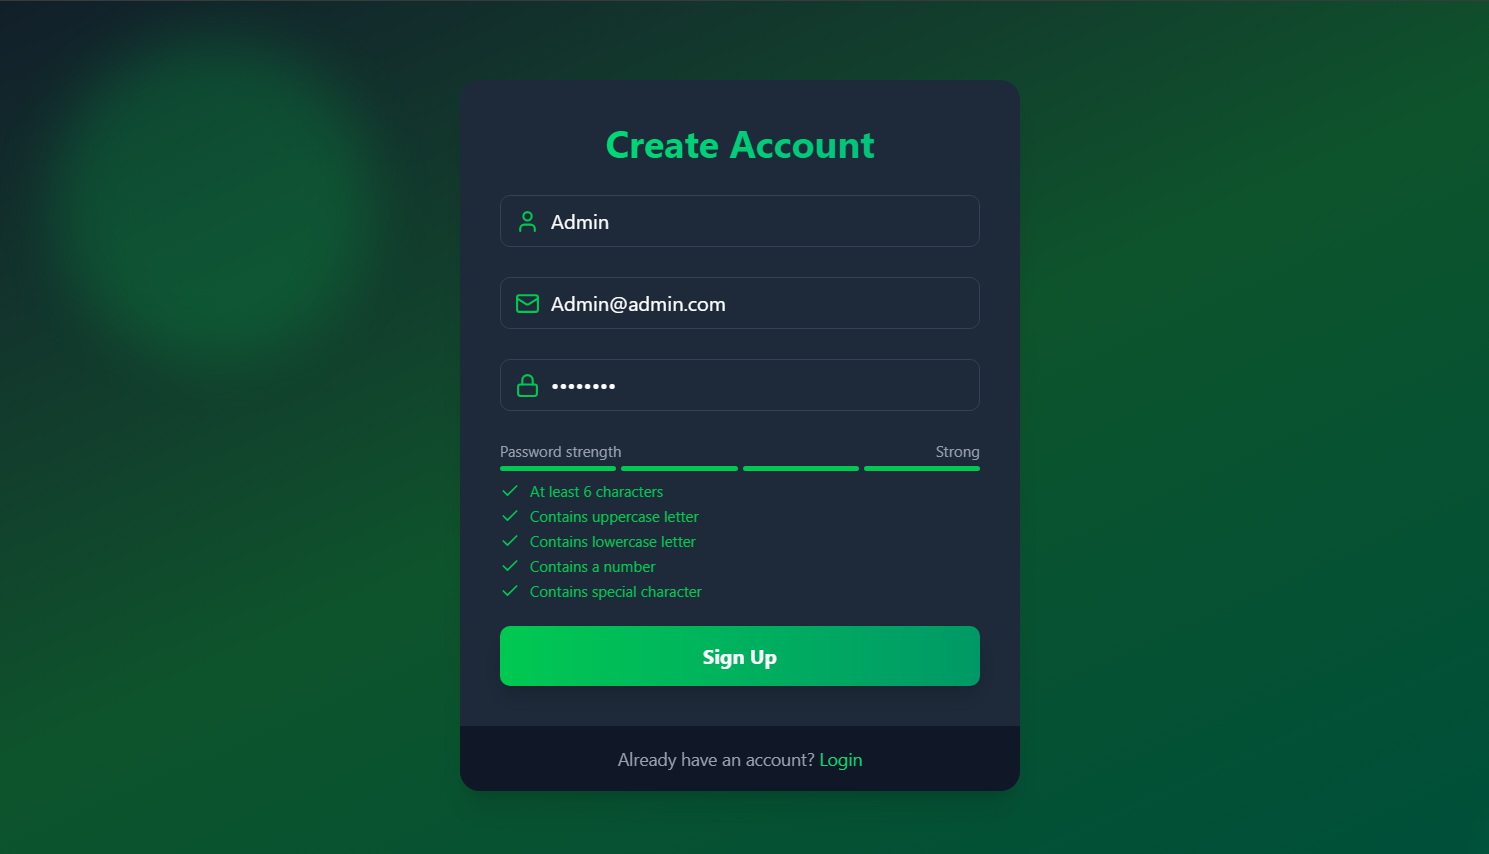 Create Account
Admin
Admin@admin.com
••••••••
Password strength Strong
At least 6 characters
Contains uppercase letter
Contains lowercase letter
Contains a number
Contains special character
Sign Up
Already have an account? Login